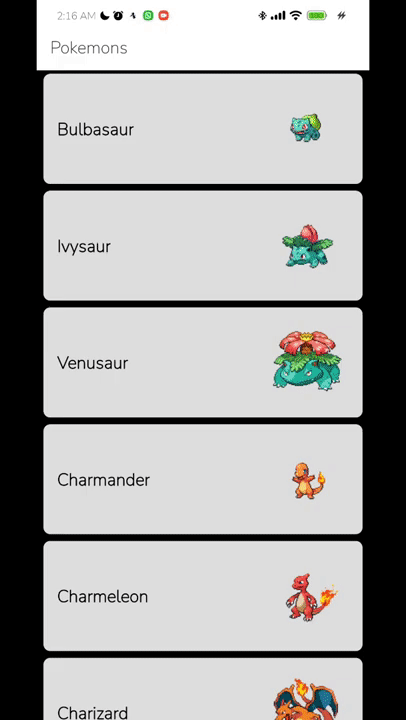 2:16 AM
Pokemons
Bulbasaur
Ivysaur
Venusaur
Charmander
Charmeleon
Charizard